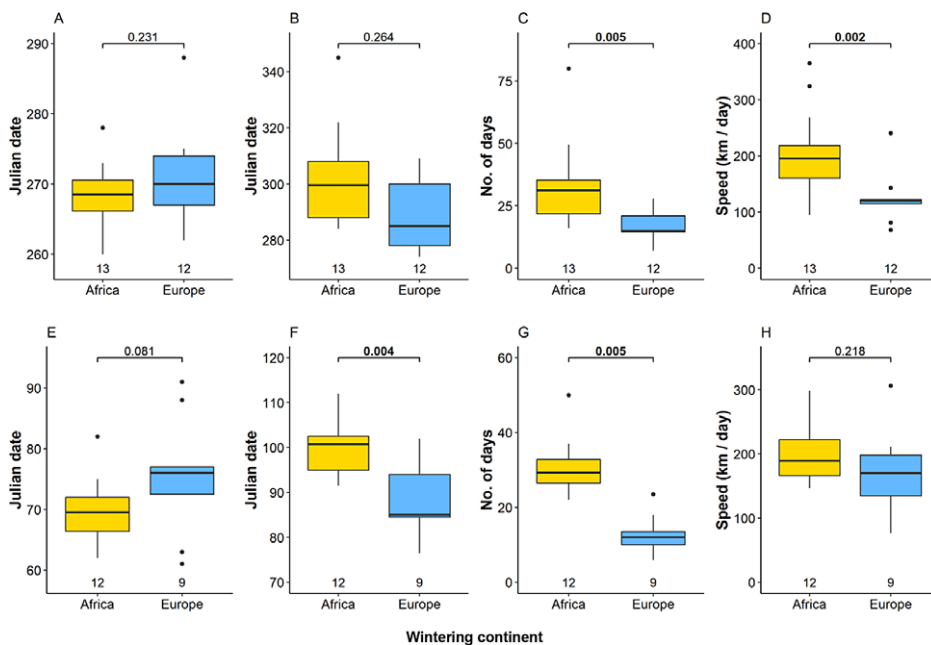 A
B
C
D
0.231
0.264
0.005
0.002
Julian date
290
280
270
260
13
12
Africa
Europe
Julian date
340
320
300
280
13
12
Africa
Europe
No. of days
75
50
25
0
13
12
Africa
Europe
Speed (km / day)
400
300
200
100
0
13
12
Africa
Europe
E
F
G
H
0.081
0.004
0.005
0.218
Julian date
90
80
70
60
12
9
Africa
Europe
Julian date
120
110
100
90
80
70
12
9
Africa
Europe
No. of days
60
40
20
0
12
9
Africa
Europe
Speed (km / day)
300
200
100
0
12
9
Africa
Europe
Wintering continent